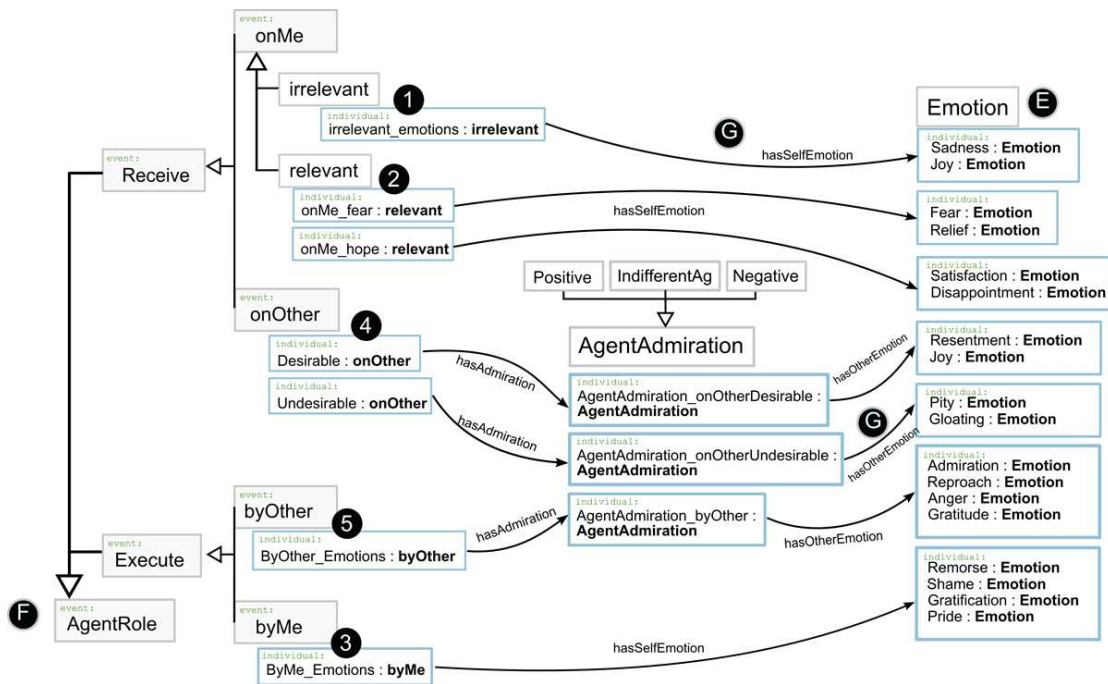 event:
onMe
irrelevant
1
individual:
irrelevant_emotions : irrelevant
G
hasSelfEmotion
Emotion
E
individual:
Sadness : Emotion
Joy : Emotion
event:
Receive
relevant
2
individual:
onMe_fear : relevant
hasSelfEmotion
individual:
Fear : Emotion
Relief : Emotion
individual:
onMe_hope : relevant
individual:
Satisfaction : Emotion
Disappointment : Emotion
Positive
IndifferentAg
Negative
AgentAdmiration
event:
onOther
4
individual:
Desirable : onOther
hasAdmiration
individual:
AgentAdmiration_onOtherDesirable :
AgentAdmiration
hasOtherEmotion
individual:
Resentment : Emotion
Joy : Emotion
individual:
Undesirable : onOther
hasAdmiration
individual:
AgentAdmiration_onOtherUndesirable :
AgentAdmiration
G
hasOtherEmotion
individual:
Pity : Emotion
Gloating : Emotion
event:
byOther
5
individual:
ByOther_Emotions : byOther
hasAdmiration
individual:
AgentAdmiration_byOther :
AgentAdmiration
hasOtherEmotion
individual:
Admiration : Emotion
Reproach : Emotion
Anger : Emotion
Gratitude : Emotion
event:
Execute
F
event:
AgentRole
event:
byMe
3
individual:
ByMe_Emotions : byMe
hasSelfEmotion
individual:
Remorse : Emotion
Shame : Emotion
Gratification : Emotion
Pride : Emotion